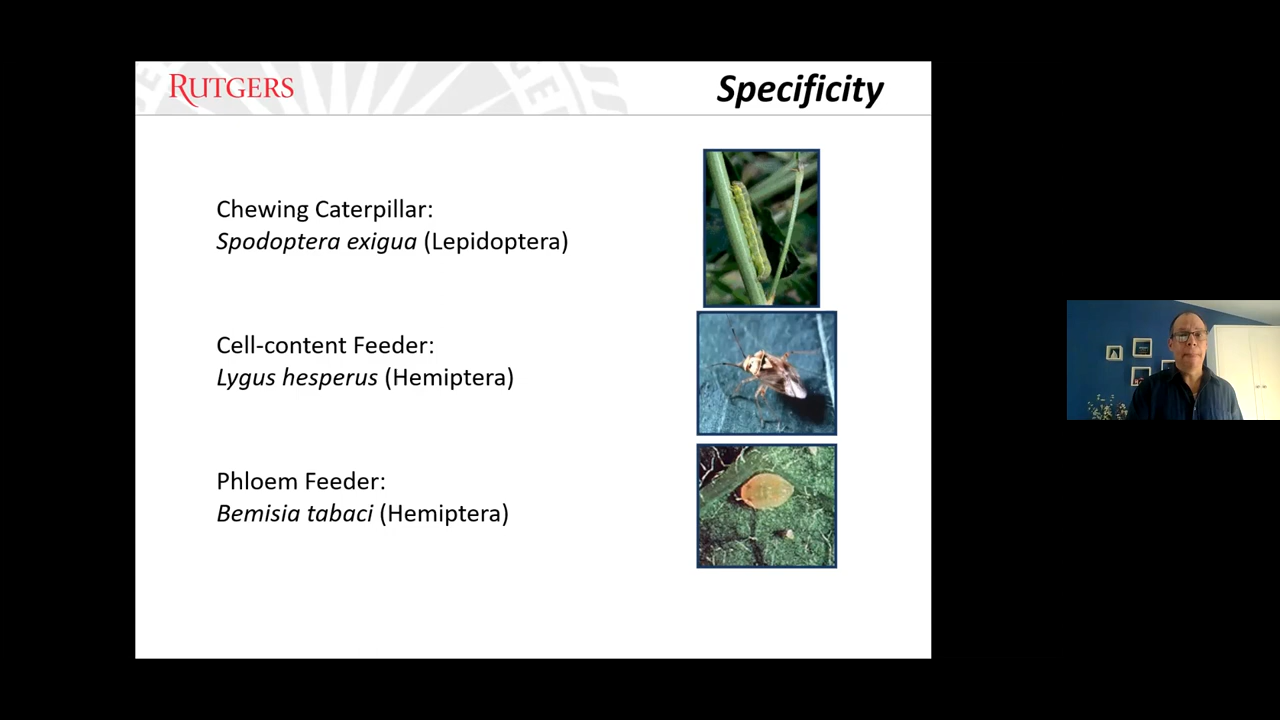 RUTGERS
Specificity
Chewing Caterpillar:
Spodoptera exigua (Lepidoptera)
Cell-content Feeder:
Lygus hesperus (Hemiptera)
Phloem Feeder:
Bemisia tabaci (Hemiptera)